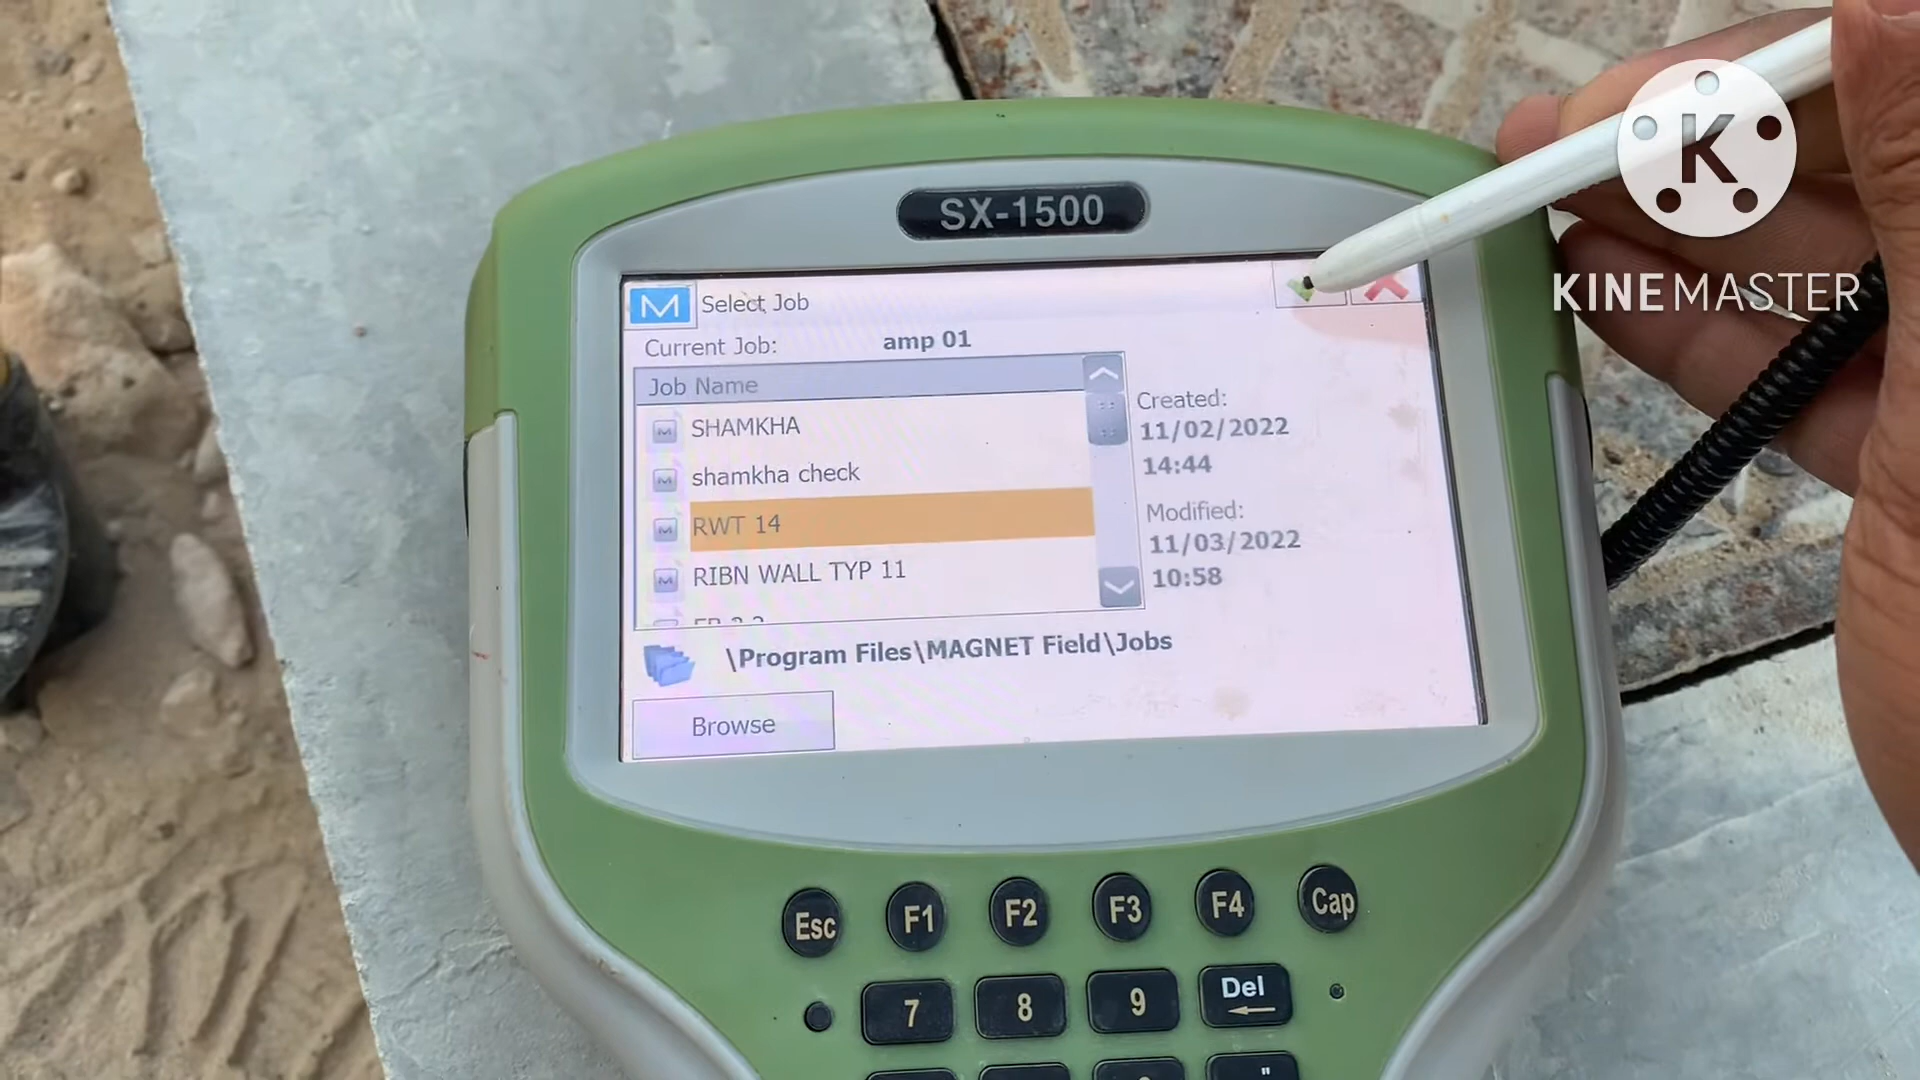 K
KINEMASTER
SX-1500
M Select Job
Current Job: amp 01
Job Name
SHAMKHA
shamkha check
RWT 14
RIBN WALL TYP 11
Created:
11/02/2022
14:44
Modified:
11/03/2022
10:58
\Program Files\MAGNET Field\Jobs
Browse
Esc F1 F2 F3 F4 Cap
7 8 9 Del